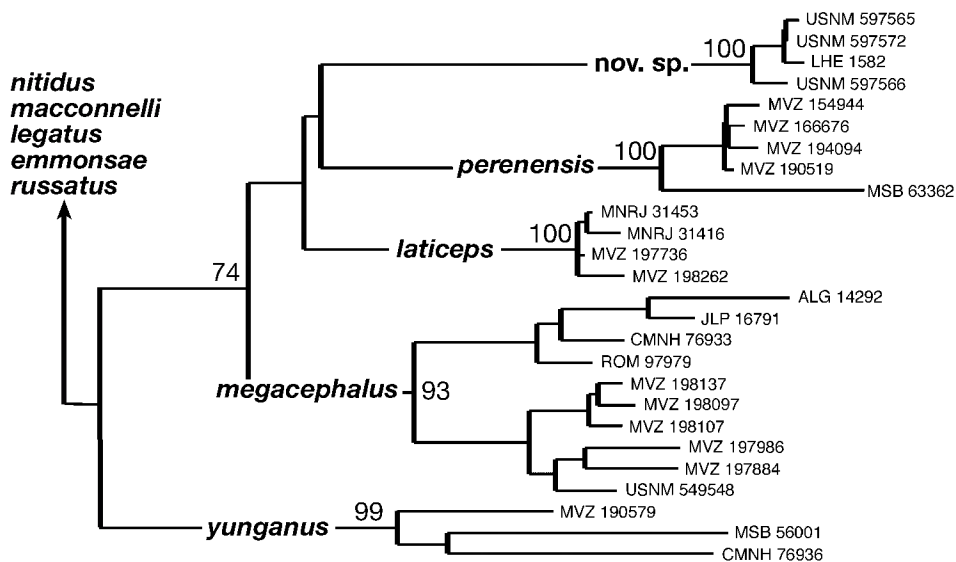 USNM 597565
100
USNM 597572
nov. sp.
LHE 1582
USNM 597566
nitidus
macconnelli
legatus
emmonsae
russatus
MVZ 154944
MVZ 166676
100
MVZ 194094
perenensis
MVZ 190519
MSB 63362
MNRJ 31453
100
MNRJ 31416
laticeps
MVZ 197736
MVZ 198262
74
ALG 14292
JLP 16791
CMNH 76933
ROM 97979
megacephalus
93
MVZ 198137
MVZ 198097
MVZ 198107
MVZ 197986
MVZ 197884
USNM 549548
99
MVZ 190579
yunganus
MSB 56001
CMNH 76936